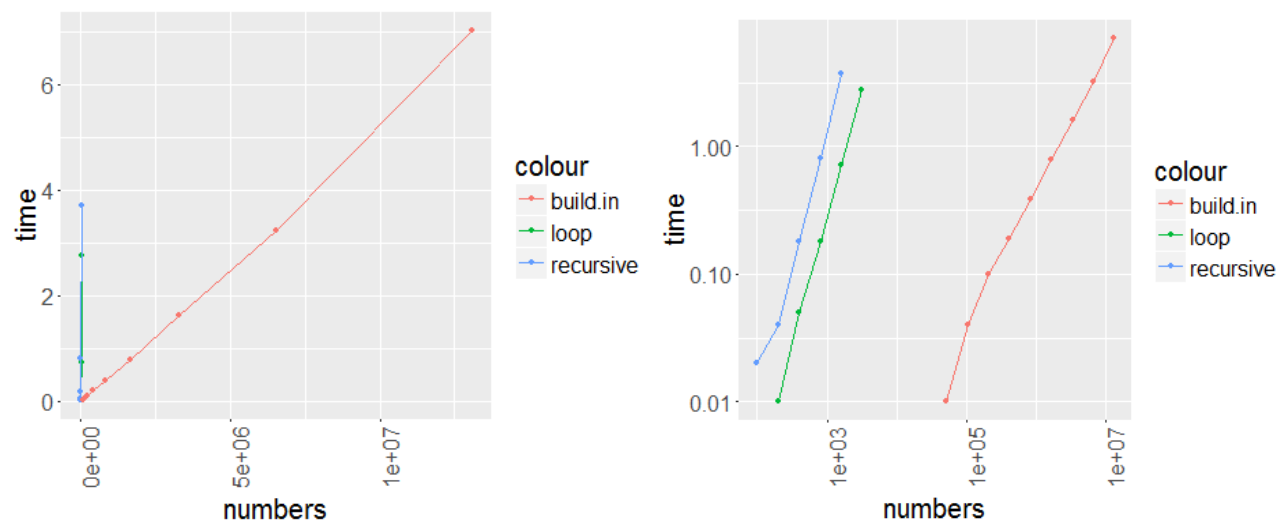 time
6
4
2
0
0e+00
5e+06
1e+07
numbers
colour
build.in
loop
recursive
time
1.00
0.10
0.01
1e+03
1e+05
1e+07
numbers
colour
build.in
loop
recursive